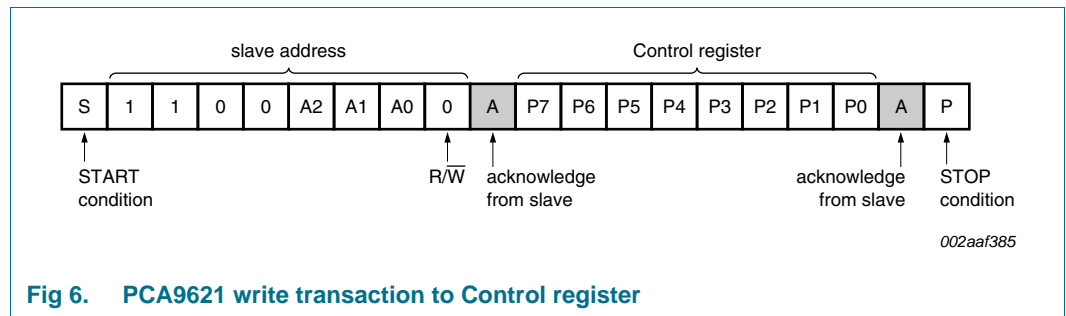 slave address Control register
S 1 1 0 0 A2 A1 A0 0 A P7 P6 P5 P4 P3 P2 P1 P0 A P
START condition
R/W̅
acknowledge from slave
acknowledge from slave
STOP condition
002aaf385
Fig 6. PCA9621 write transaction to Control register